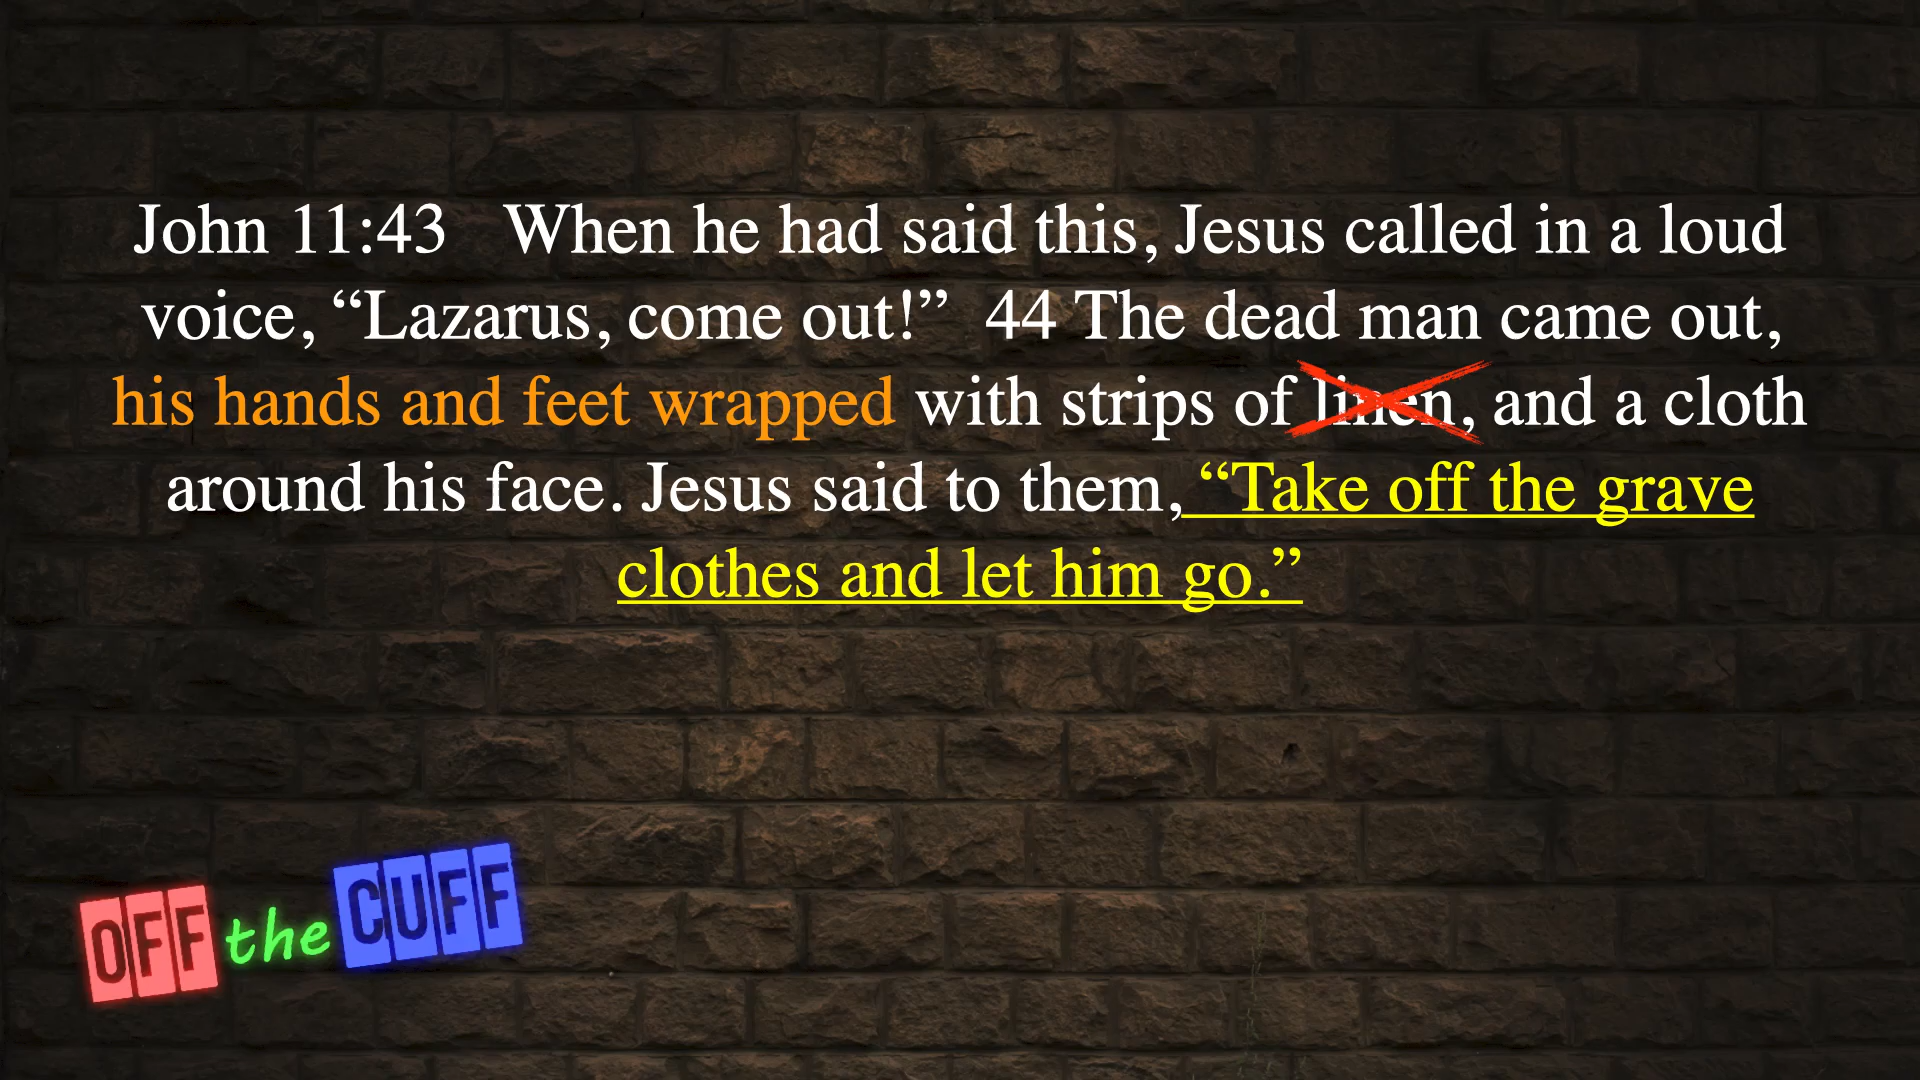 John 11:43   When he had said this, Jesus called in a loud
voice, “Lazarus, come out!”  44 The dead man came out,
his hands and feet wrapped with strips of linen, and a cloth
around his face. Jesus said to them, “Take off the grave
clothes and let him go.”
OFF the CUFF